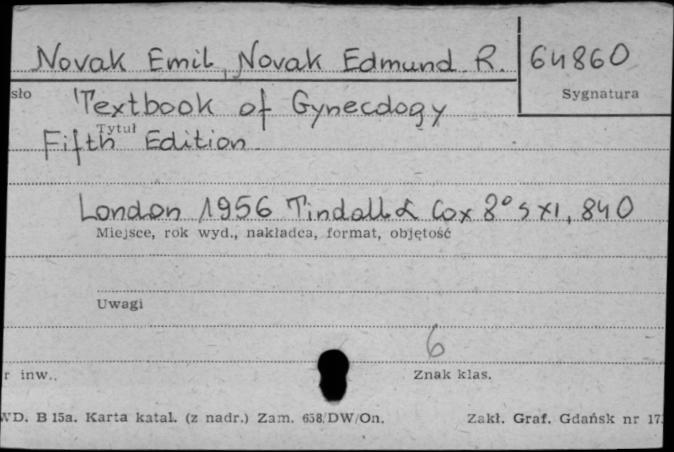 Novak Emil, Novak Edmund R. 64860
sło Sygnatura
Textbook of Gynecology
Tytuł
Fifth Edition
London 1956 Tindall & Cox 8° s XI, 840
Miejsce, rok wyd., nakładca, format, objętość
Uwagi
6
r inw.. Znak klas.
WD. B 15a. Karta katal. (z nadr.) Zam. 658/DW/On. Zakł. Graf. Gdańsk nr 17